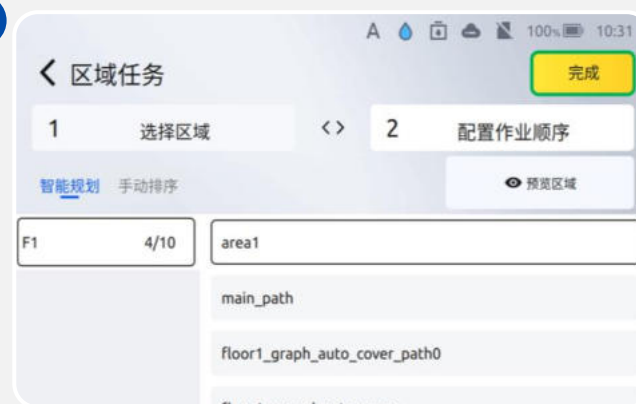 A 100% 10:31
区域任务 完成
1 选择区域 <> 2 配置作业顺序
智能规划 手动排序 预览区域
F1 4/10 area1
main_path
floor1_graph_auto_cover_path0